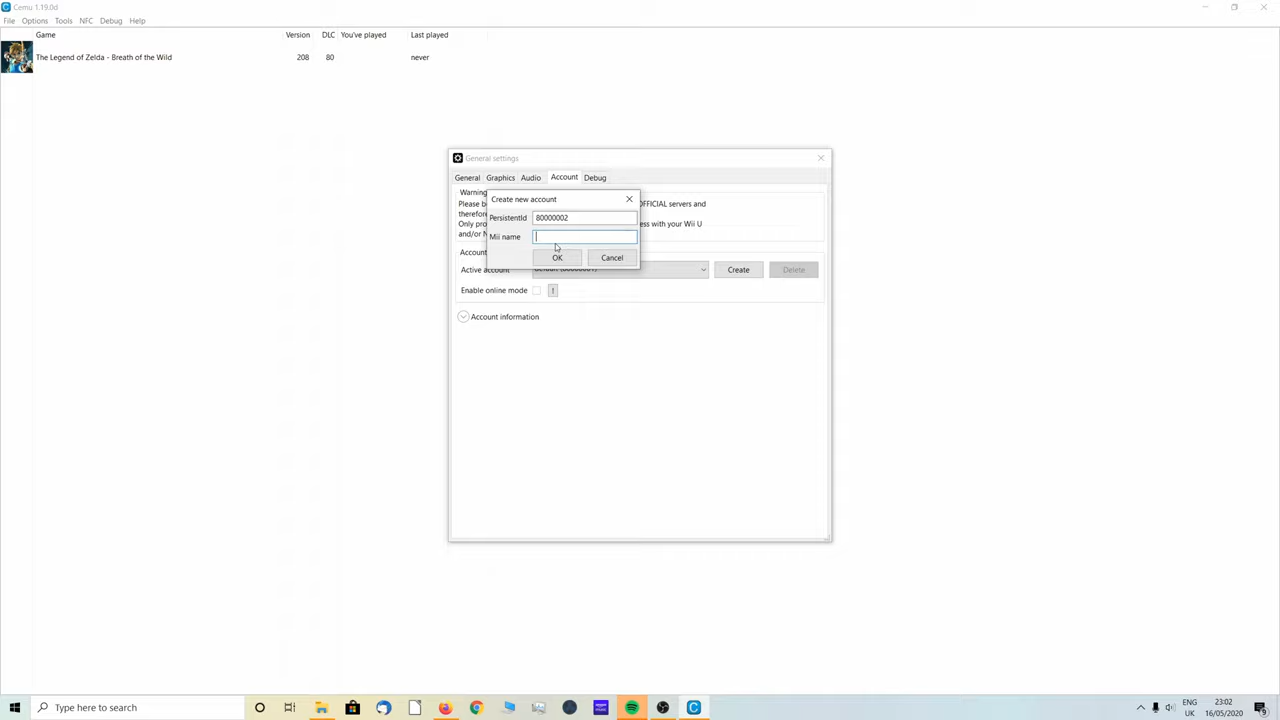 Cemu 1.19.0d
File Options Tools NFC Debug Help
Game Version DLC You've played Last played
The Legend of Zelda - Breath of the Wild 208 80 never
General settings
General Graphics Audio Account Debug
Warning
Create new account
Please b OFFICIAL servers and
therefore
PersistentId 80000002
Only pro ess with your Wii U
and/or N
Mii name
Account
OK Cancel
Active account default (80000001) Create Delete
Enable online mode !
Account information
Type here to search
ENG 23:02
UK 16/05/2020